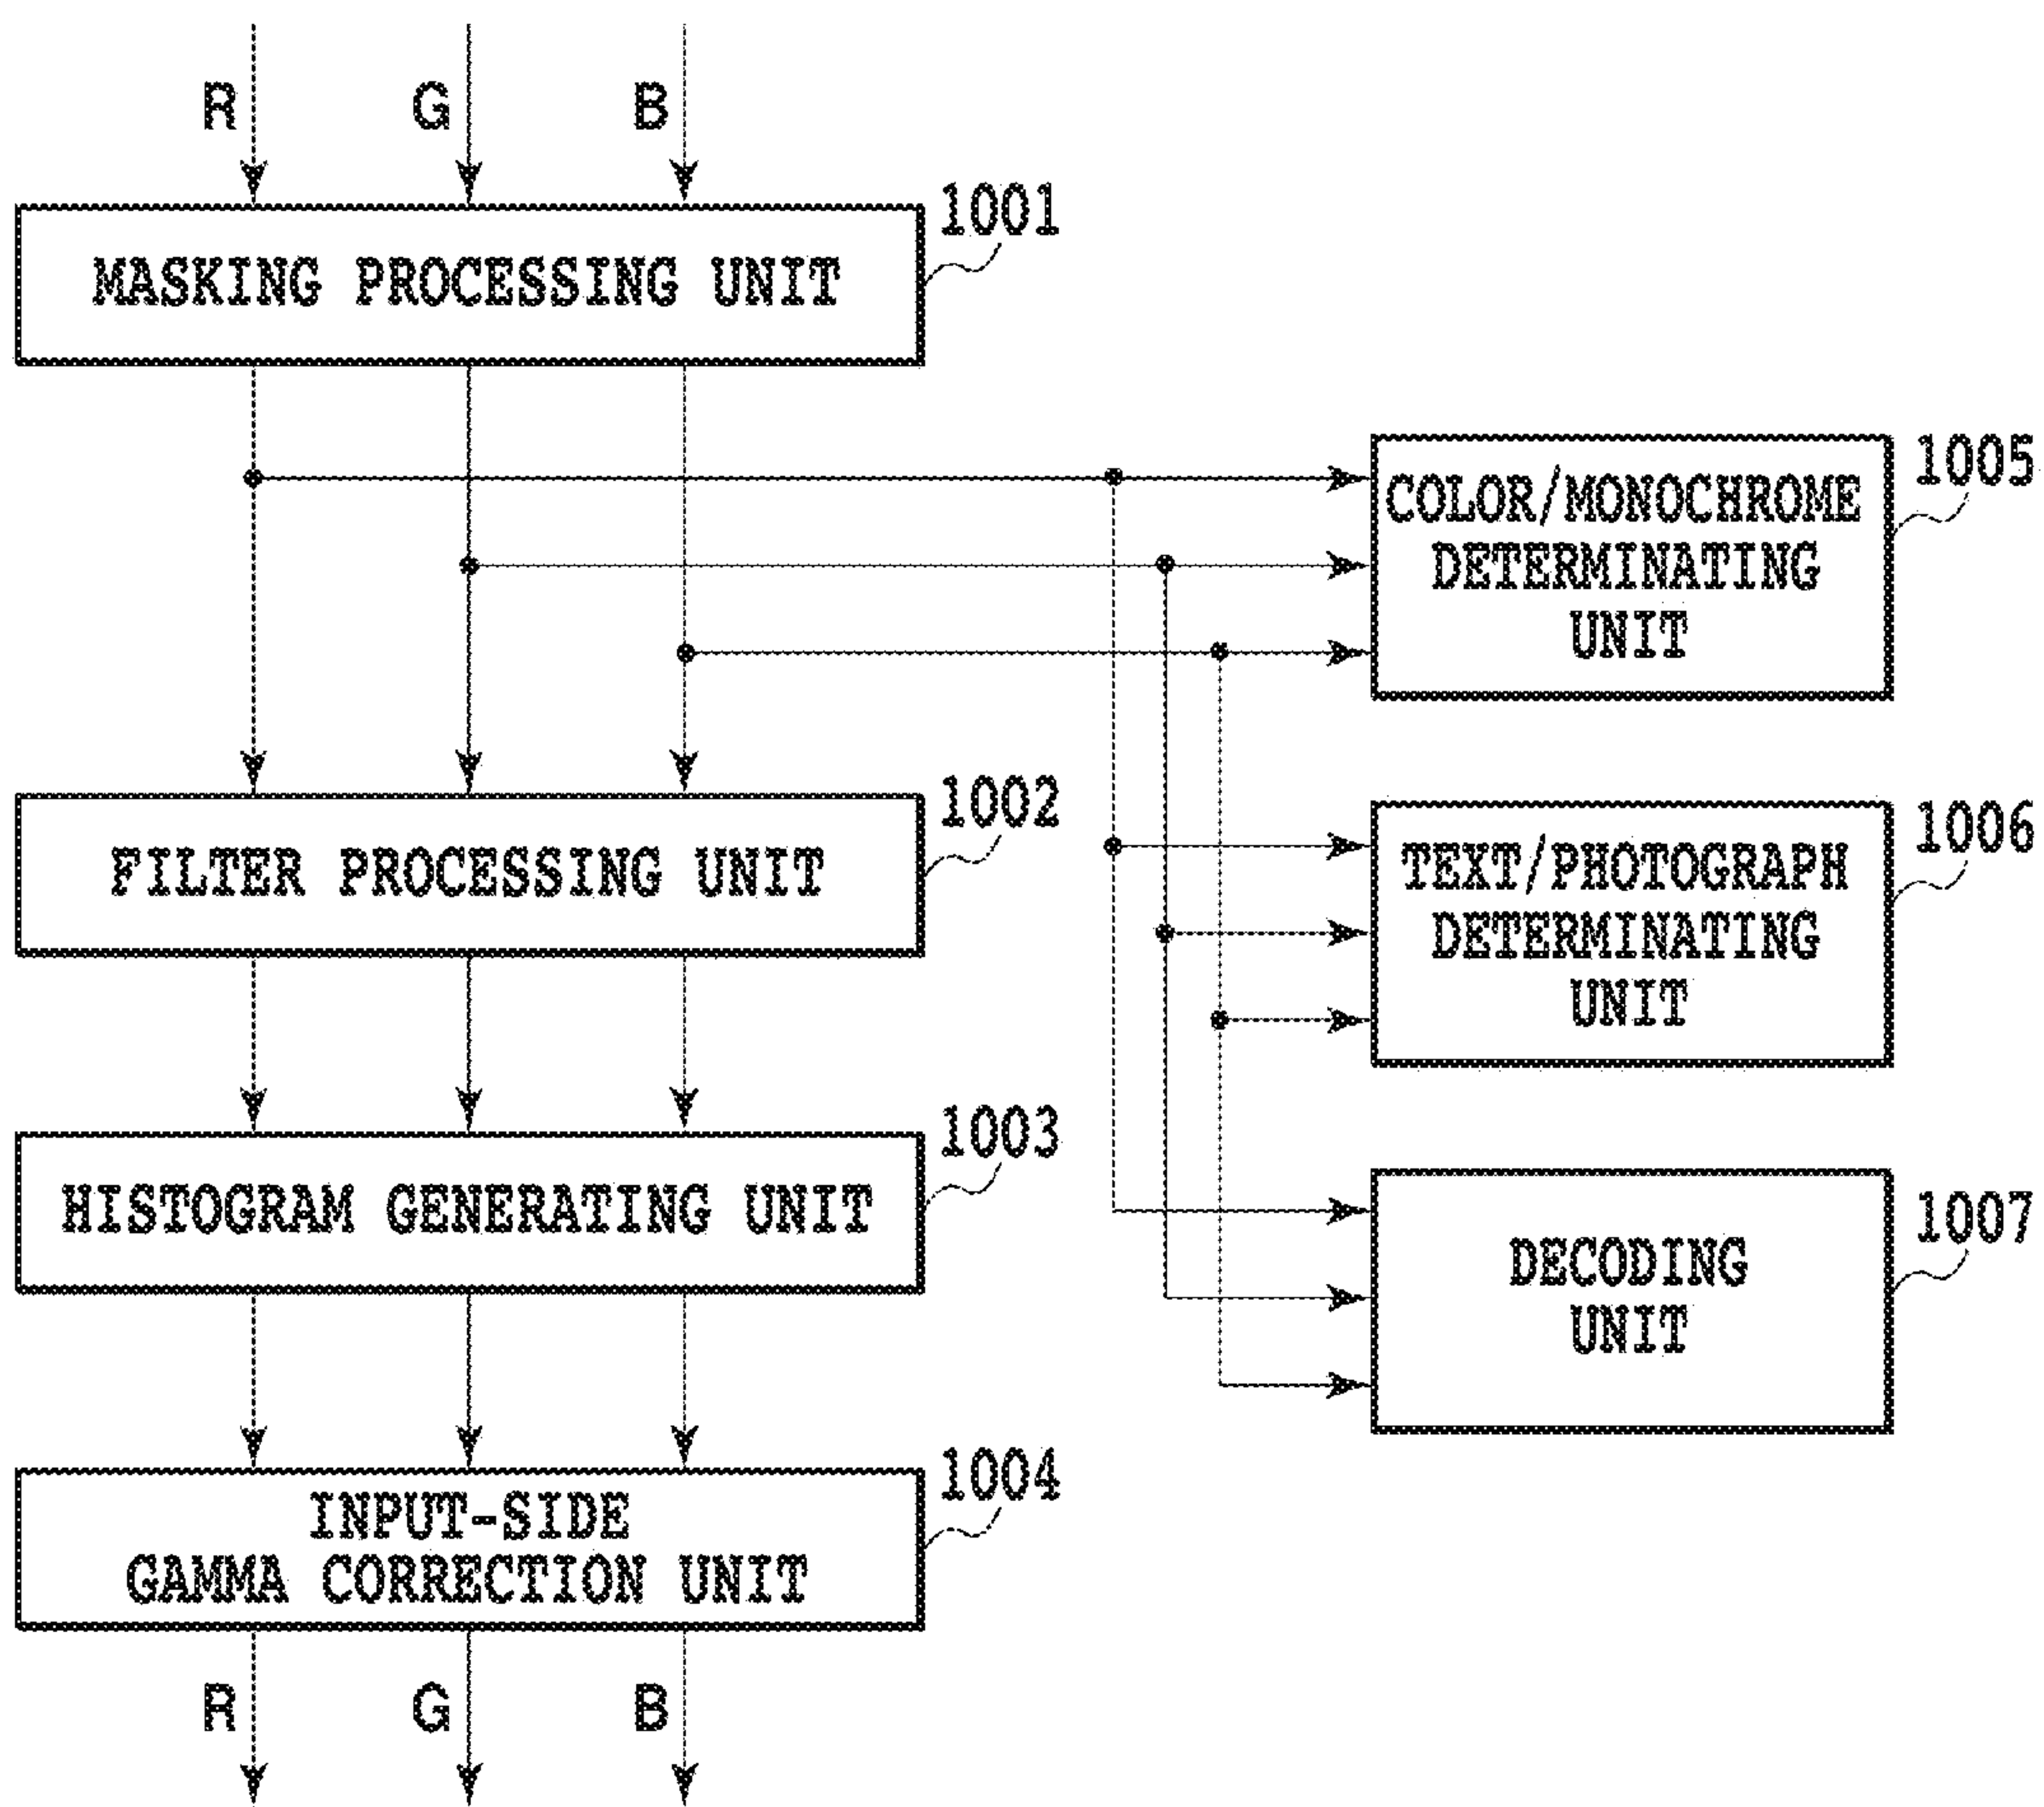 R G B
1001
MASKING PROCESSING UNIT
1005
COLOR/MONOCHROME
DETERMINATING
UNIT
1002
FILTER PROCESSING UNIT
1006
TEXT/PHOTOGRAPH
DETERMINATING
UNIT
1003
HISTOGRAM GENERATING UNIT
1007
DECODING
UNIT
1004
INPUT-SIDE
GAMMA CORRECTION UNIT
R G B